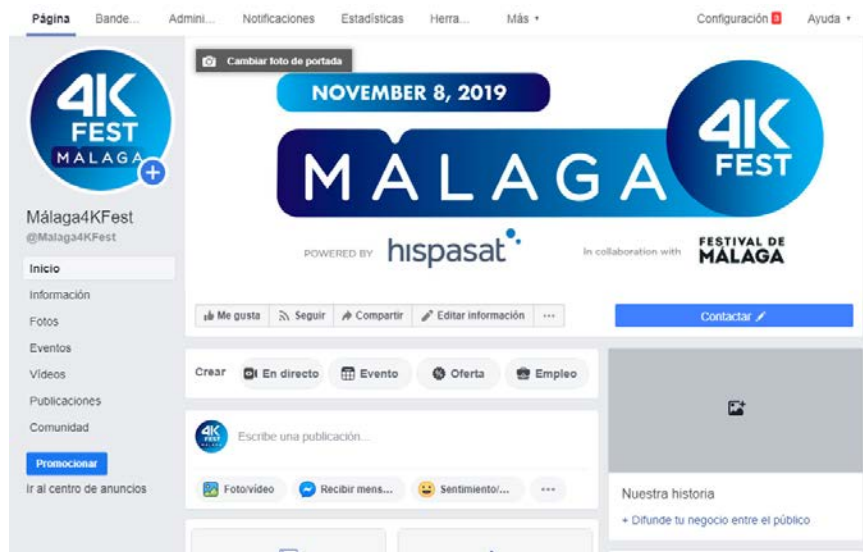 Página Bande... Admini... Notificaciones Estadísticas Herra... Más Configuración 3 Ayuda
Cambiar foto de portada
4K
FEST
MÁLAGA
NOVEMBER 8, 2019
MÁLAGA
4K
FEST
POWERED BY hispasat
In collaboration with FESTIVAL DE
MÁLAGA
Málaga4KFest
@Malaga4KFest
Inicio
Información
Fotos
Eventos
Vídeos
Publicaciones
Comunidad
Promocionar
Ir al centro de anuncios
Me gusta Seguir Compartir Editar información ...
Contactar
Crear En directo Evento Oferta Empleo
4K
FEST
Escribe una publicación...
Foto/vídeo Recibir mens... Sentimiento/... ...
Nuestra historia
+ Difunde tu negocio entre el público